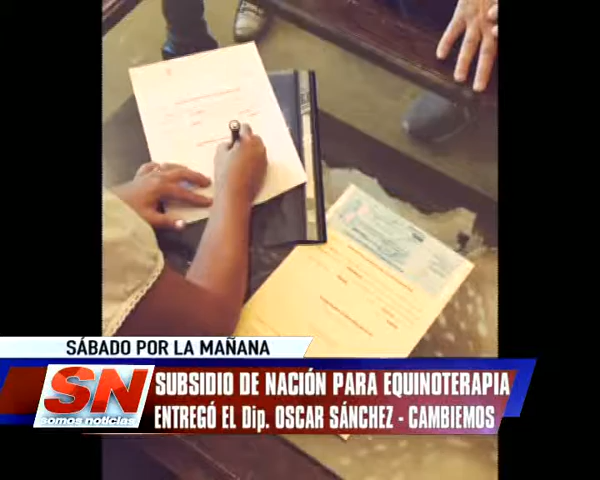 SÁBADO POR LA MAÑANA
SN
somos noticias
SUBSIDIO DE NACIÓN PARA EQUINOTERAPIA
ENTREGÓ EL Dip. OSCAR SÁNCHEZ - CAMBIEMOS